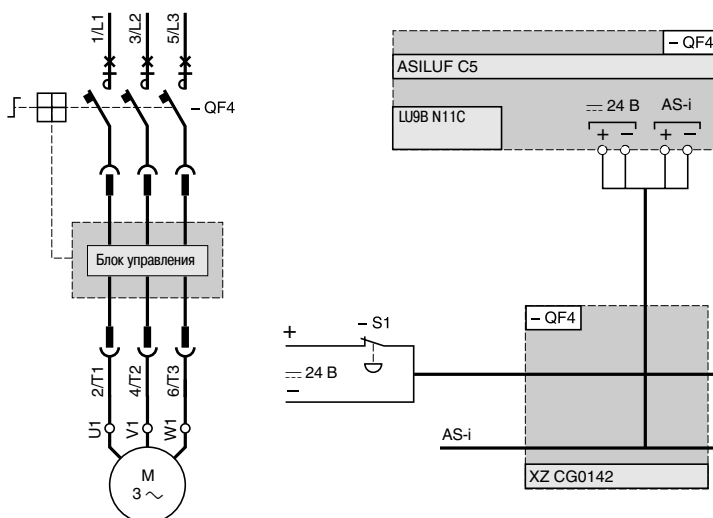 1/L1
3/L2
5/L3
– QF4
Блок управления
2/T1
4/T2
6/T3
U1
V1
W1
M
3 ~
– QF4
ASILUF C5
LU9B N11C
24 В
AS-i
+ − + −
– S1
+
24 В
−
– QF4
AS-i
XZ CG0142